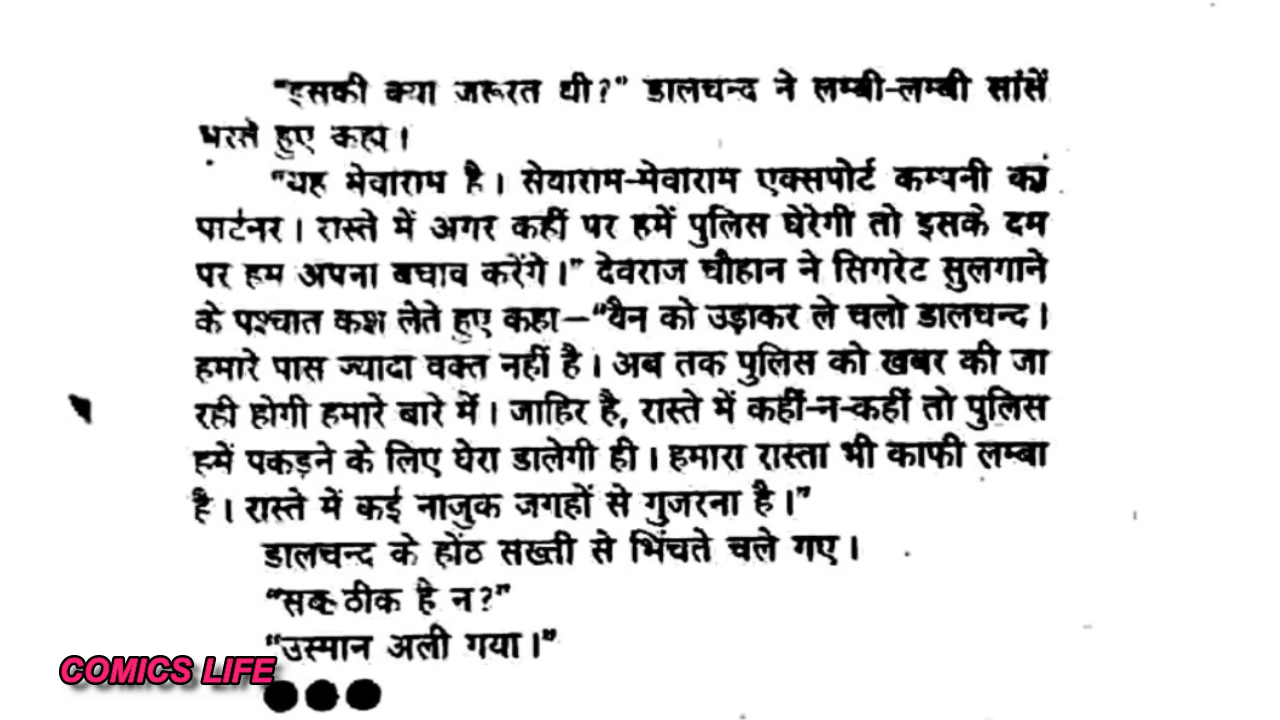 "इसकी क्या जरूरत थी?" डालचन्द ने लम्बी-लम्बी सांसें
भरते हुए कहा।
"यह मेवाराम है। सेवाराम-मेवाराम एक्सपोर्ट कम्पनी का
पार्टनर। रास्ते में अगर कहीं पर हमें पुलिस घेरेगी तो इसके दम
पर हम अपना बचाव करेंगे।" देवराज चौहान ने सिगरेट सुलगाने
के पश्चात कश लेते हुए कहा—"वैन को उड़ाकर ले चलो डालचन्द।
हमारे पास ज्यादा वक्त नहीं है। अब तक पुलिस को खबर की जा
रही होगी हमारे बारे में। जाहिर है, रास्ते में कहीं-न-कहीं तो पुलिस
हमें पकड़ने के लिए घेरा डालेगी ही। हमारा रास्ता भी काफी लम्बा
है। रास्ते में कई नाजुक जगहों से गुजरना है।"
डालचन्द के होंठ सख्ती से भिंचते चले गए।
"सब ठीक है न?"
"उस्मान अली गया।"
COMICS LIFE